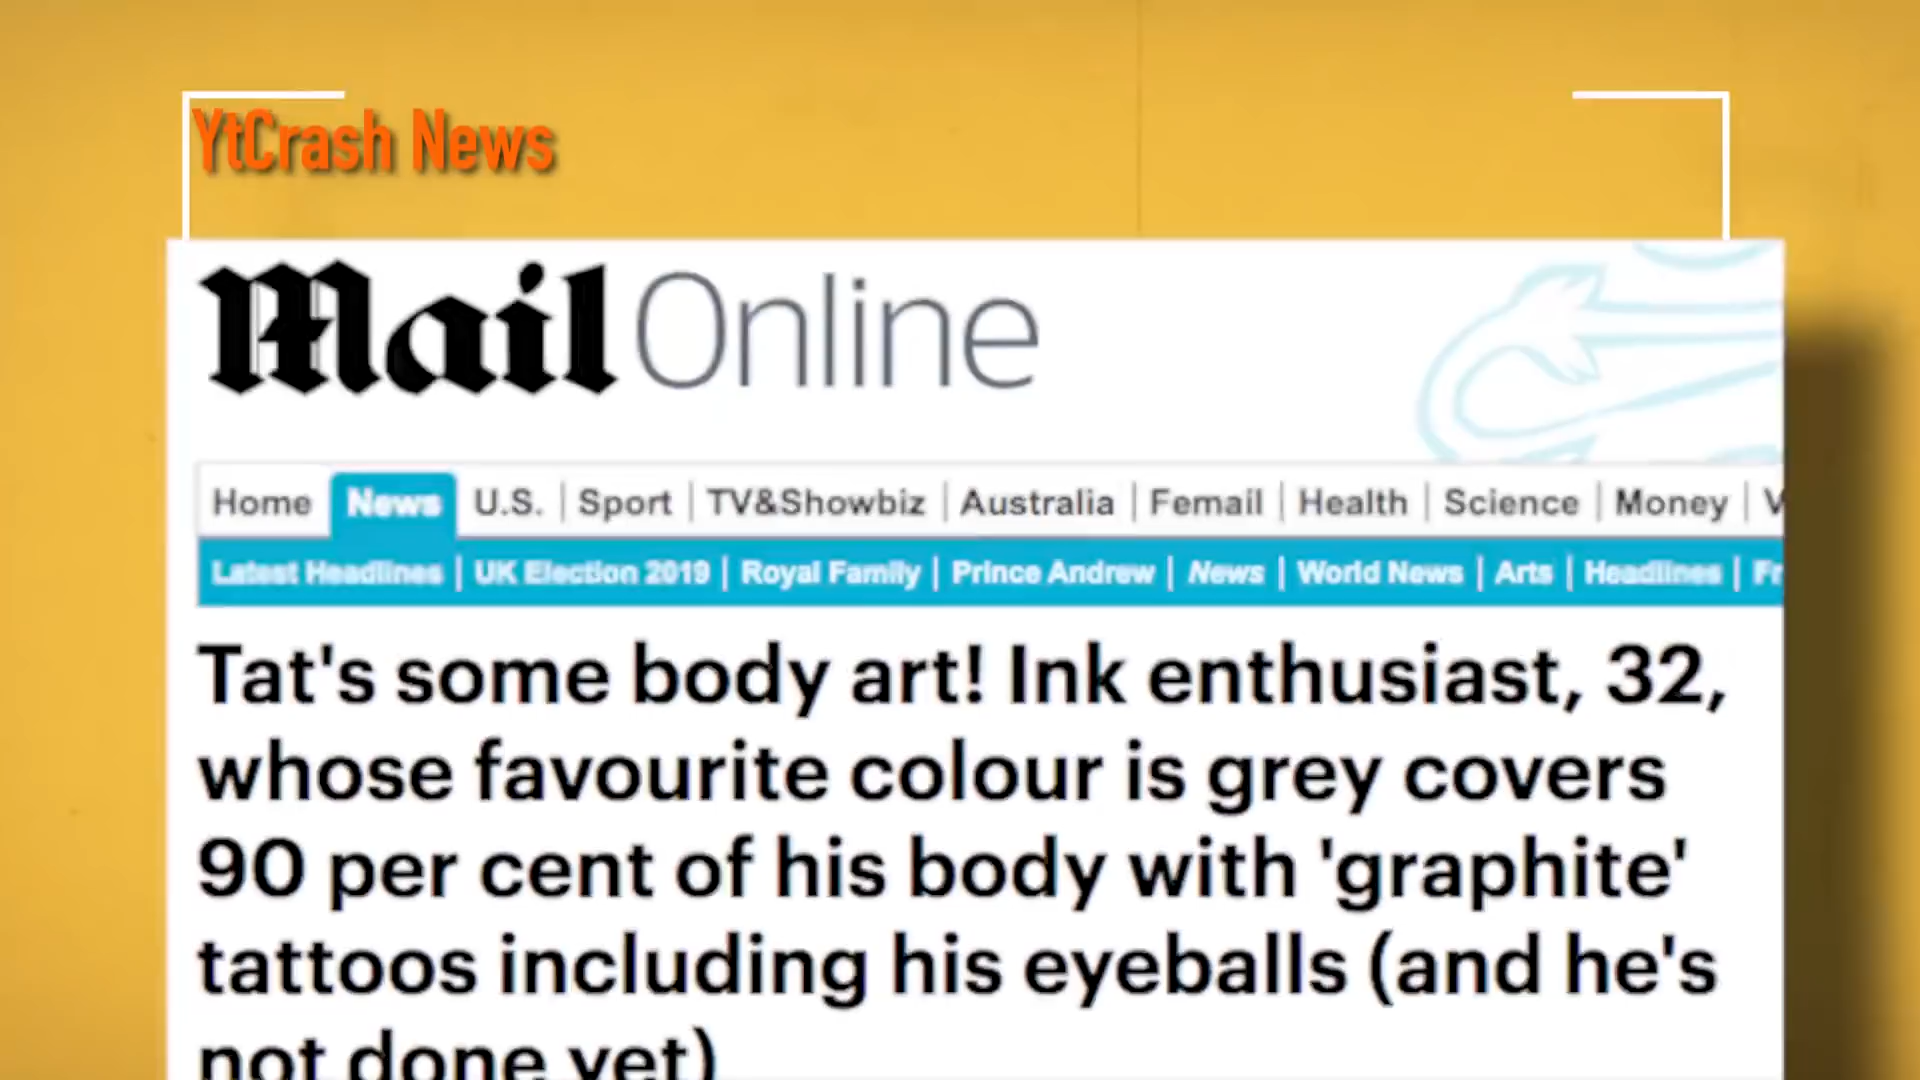 YtCrash News
Mail Online
Home News U.S. | Sport | TV&Showbiz | Australia | Femail | Health | Science | Money |
Latest Headlines | UK Election 2019 | Royal Family | Prince Andrew | News | World News | Arts | Headlines |
Tat's some body art! Ink enthusiast, 32,
whose favourite colour is grey covers
90 per cent of his body with 'graphite'
tattoos including his eyeballs (and he's
not done yet)